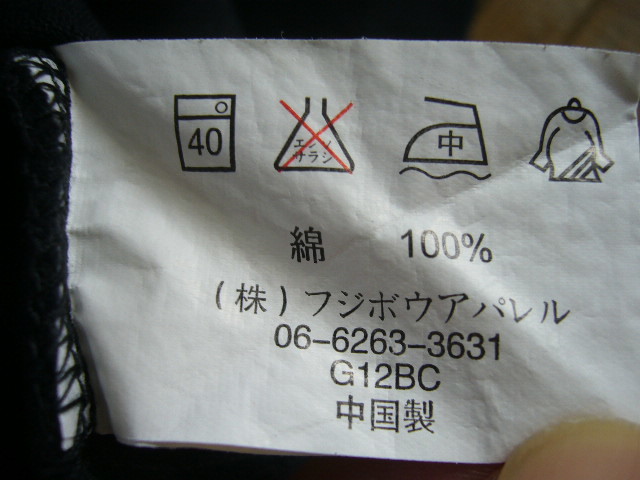 40 エンソサラシ 中
綿 100%
(株)フジボウアパレル
06-6263-3631
G12BC
中国製